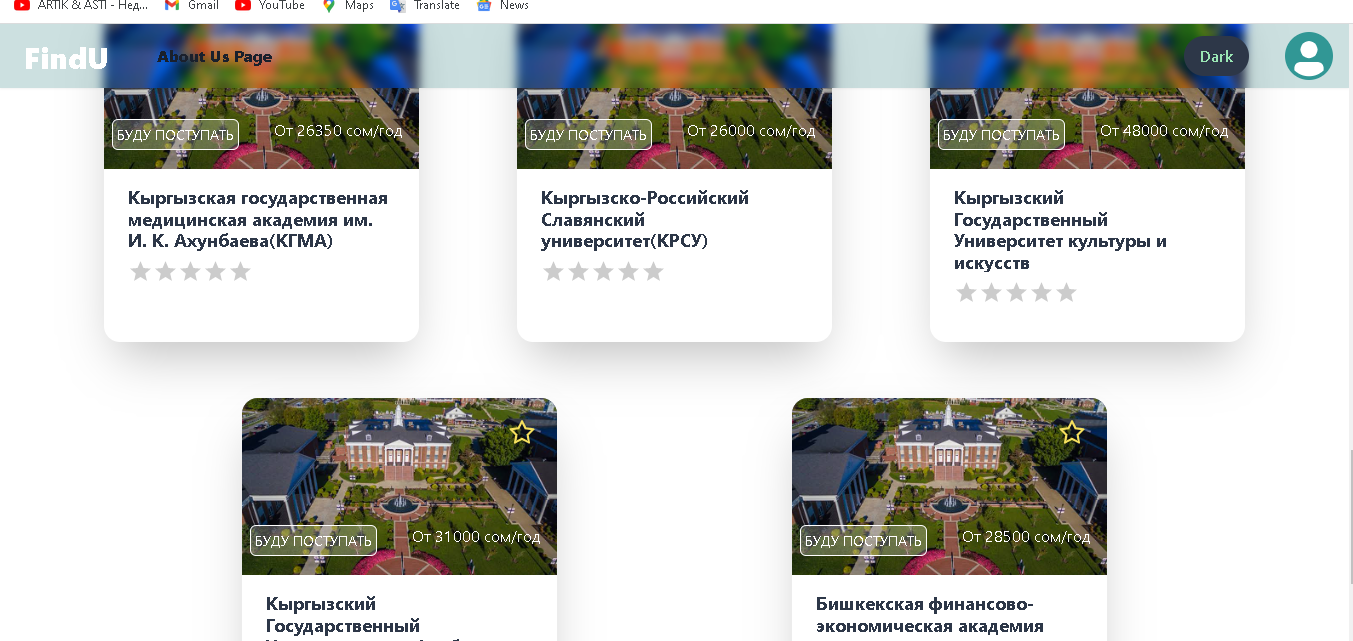 ARTIK & ASTI - Нед... Gmail YouTube Maps Translate News
FindU About Us Page Dark
БУДУ ПОСТУПАТЬ От 26350 сом/год
БУДУ ПОСТУПАТЬ От 26000 сом/год
БУДУ ПОСТУПАТЬ От 48000 сом/год
Кыргызская государственная
медицинская академия им.
И. К. Ахунбаева(КГМА)
Кыргызско-Российский
Славянский
университет(КРСУ)
Кыргызский
Государственный
Университет культуры и
искусств
БУДУ ПОСТУПАТЬ От 31000 сом/год
БУДУ ПОСТУПАТЬ От 28500 сом/год
Кыргызский
Государственный
Бишкекская финансово-
экономическая академия